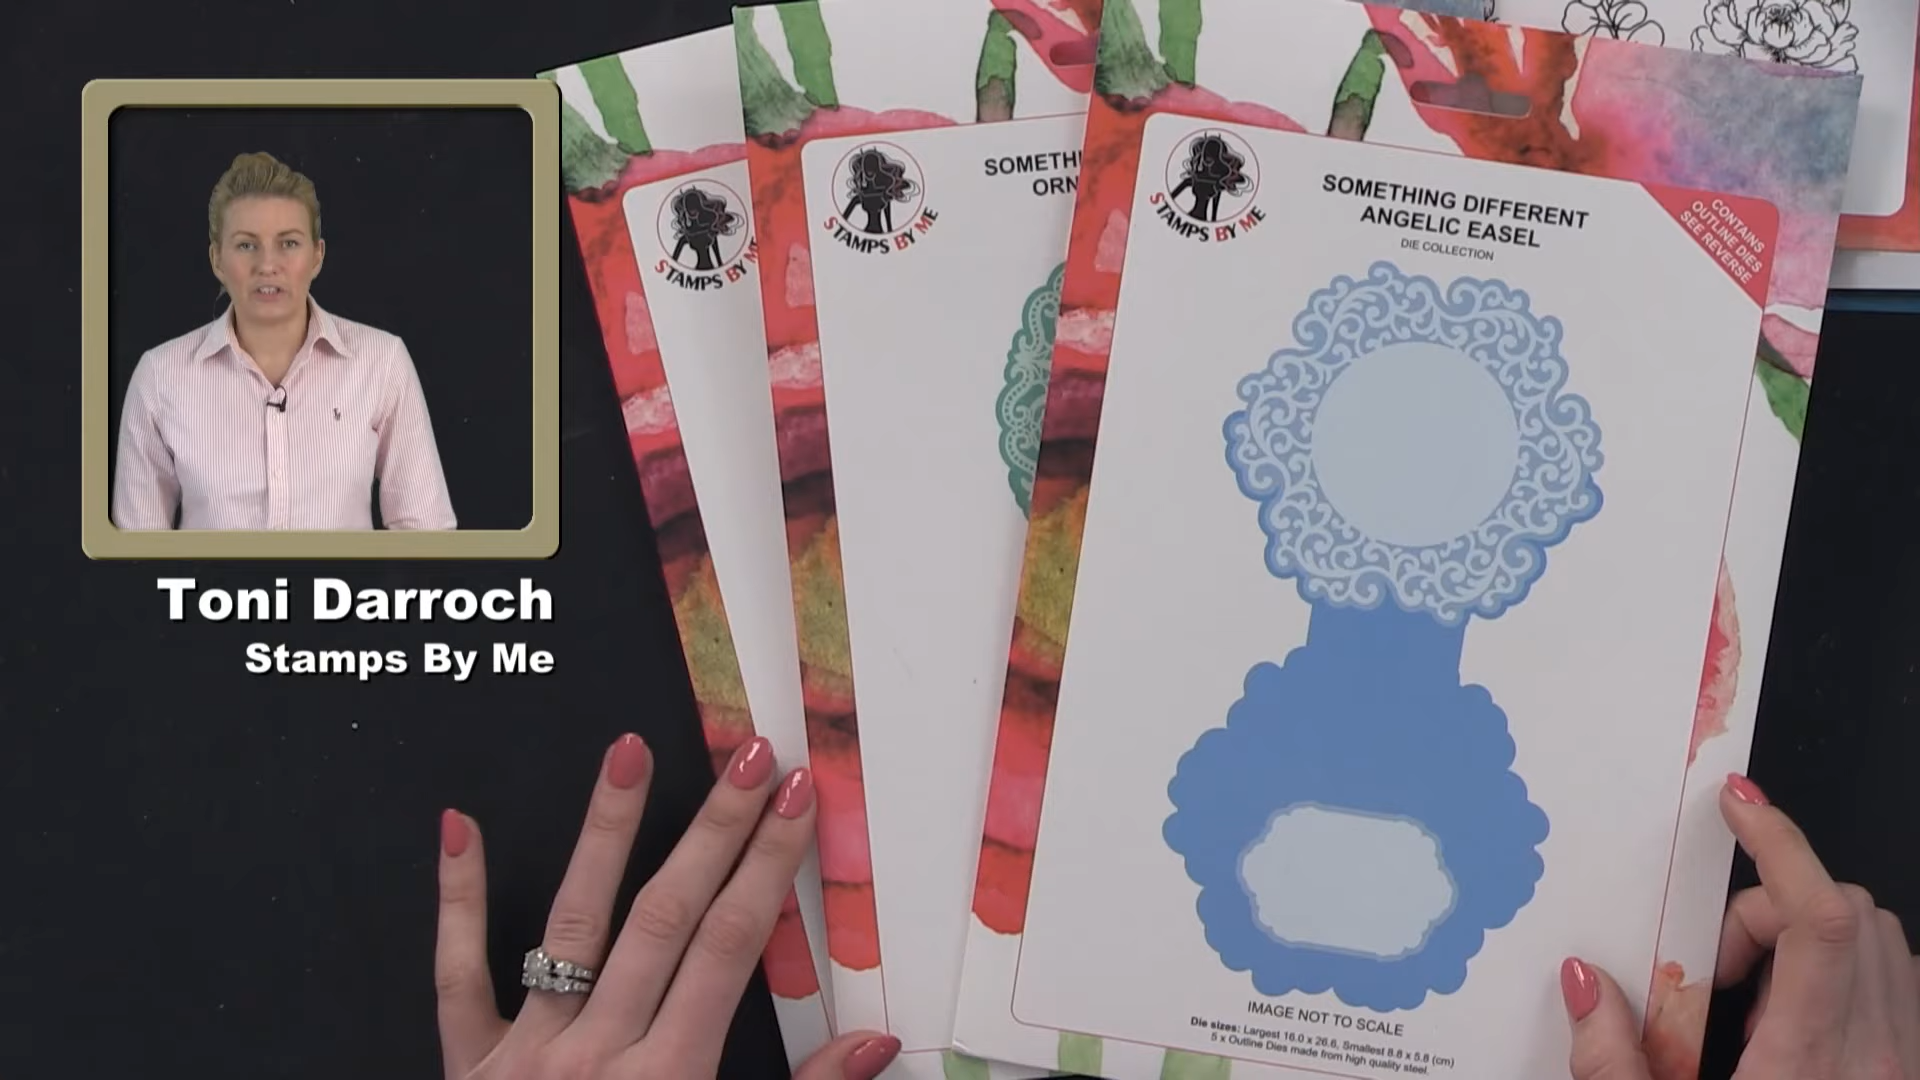 Toni Darroch
Stamps By Me
STAMPS BY ME
STAMPS BY ME
SOMETHI
ORN
STAMPS BY ME
SOMETHING DIFFERENT
ANGELIC EASEL
DIE COLLECTION
CONTAINS
OUTLINE DIES
SEE REVERSE
IMAGE NOT TO SCALE
Die sizes: Largest 16.0 x 26.6, Smallest 8.8 x 5.8 (cm)
5 x Outline Dies made from high quality steel.